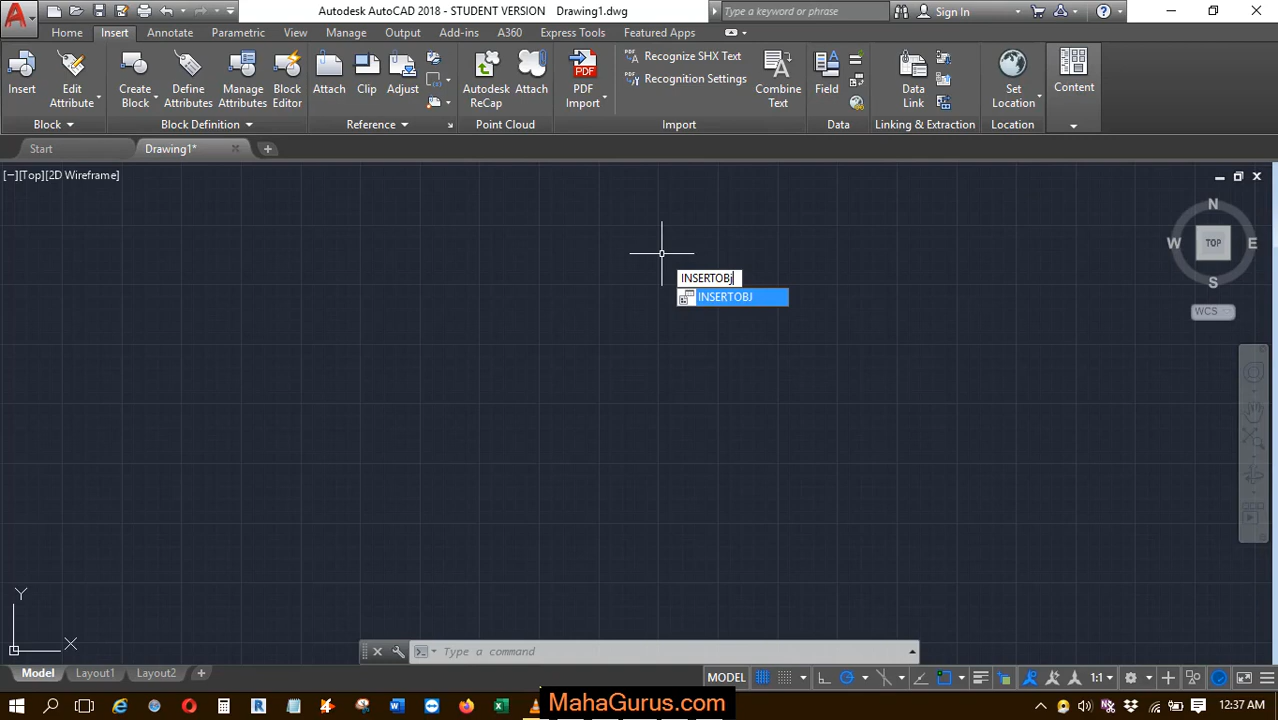 Autodesk AutoCAD 2018 - STUDENT VERSION Drawing1.dwg
Type a keyword or phrase
Sign In
Home Insert Annotate Parametric View Manage Output Add-ins A360 Express Tools Featured Apps
Insert
Edit Attribute
Create Block
Define Attributes
Manage Attributes
Block Editor
Attach
Clip
Adjust
Autodesk ReCap
Attach
PDF
PDF Import
Recognize SHX Text
Recognition Settings
Combine Text
Field
Data Link
Set Location
Content
Block
Block Definition
Reference
Point Cloud
Import
Data
Linking & Extraction
Location
Start
Drawing1*
[−][Top][2D Wireframe]
N
W TOP E
S
WCS
INSERTOBj
INSERTOBJ
Y
X
Type a command
Model Layout1 Layout2
MODEL
1:1
MahaGurus.com
12:37 AM